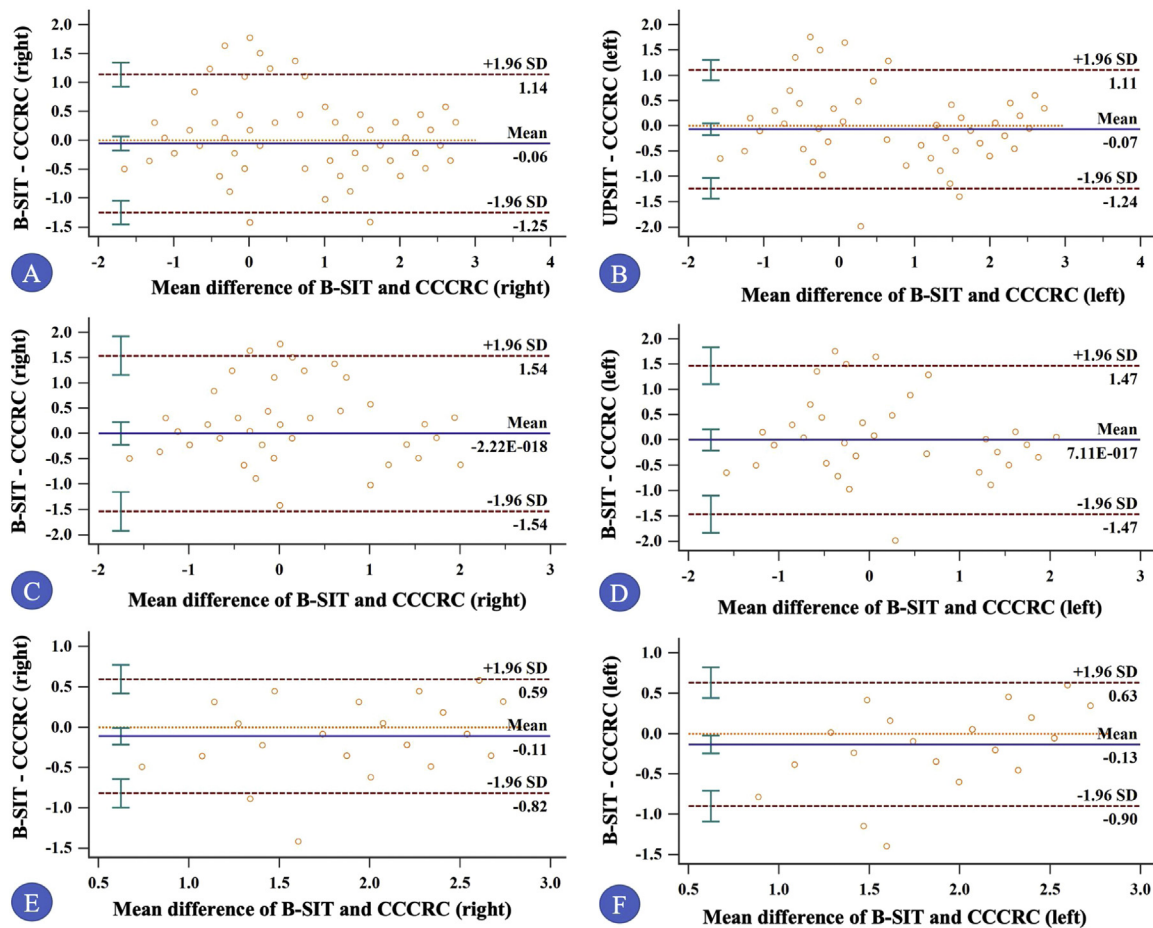 B-SIT - CCCRC (right)
2.0
1.5
1.0
0.5
0.0
-0.5
-1.0
-1.5
+1.96 SD
1.14
Mean
-0.06
-1.96 SD
-1.25
-2 -1 0 1 2 3 4
A
Mean difference of B-SIT and CCCRC (right)
UPSIT - CCCRC (left)
2.0
1.5
1.0
0.5
0.0
-0.5
-1.0
-1.5
-2.0
+1.96 SD
1.11
Mean
-0.07
-1.96 SD
-1.24
-2 -1 0 1 2 3 4
B
Mean difference of B-SIT and CCCRC (left)
B-SIT - CCCRC (right)
2.0
1.5
1.0
0.5
0.0
-0.5
-1.0
-1.5
-2.0
+1.96 SD
1.54
Mean
-2.22E-018
-1.96 SD
-1.54
-2 -1 0 1 2 3
C
Mean difference of B-SIT and CCCRC (right)
B-SIT - CCCRC (left)
2.0
1.5
1.0
0.5
0.0
-0.5
-1.0
-1.5
-2.0
+1.96 SD
1.47
Mean
7.11E-017
-1.96 SD
-1.47
-2 -1 0 1 2 3
D
Mean difference of B-SIT and CCCRC (left)
B-SIT - CCCRC (right)
1.0
0.5
0.0
-0.5
-1.0
-1.5
+1.96 SD
0.59
Mean
-0.11
-1.96 SD
-0.82
0.5 1.0 1.5 2.0 2.5 3.0
E
Mean difference of B-SIT and CCCRC (right)
B-SIT - CCCRC (left)
1.0
0.5
0.0
-0.5
-1.0
-1.5
+1.96 SD
0.63
Mean
-0.13
-1.96 SD
-0.90
0.5 1.0 1.5 2.0 2.5 3.0
F
Mean difference of B-SIT and CCCRC (left)